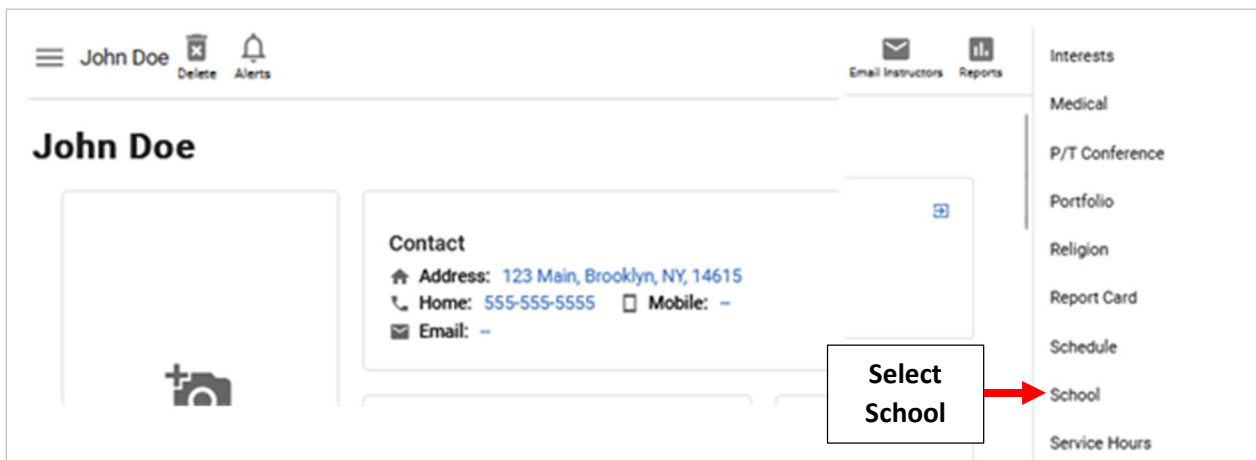 John Doe
Delete
Alerts
Email Instructors
Reports
John Doe
Contact
Address: 123 Main, Brooklyn, NY, 14615
Home: 555-555-5555 Mobile: --
Email: --
Interests
Medical
P/T Conference
Portfolio
Religion
Report Card
Schedule
School
Service Hours
Select
School